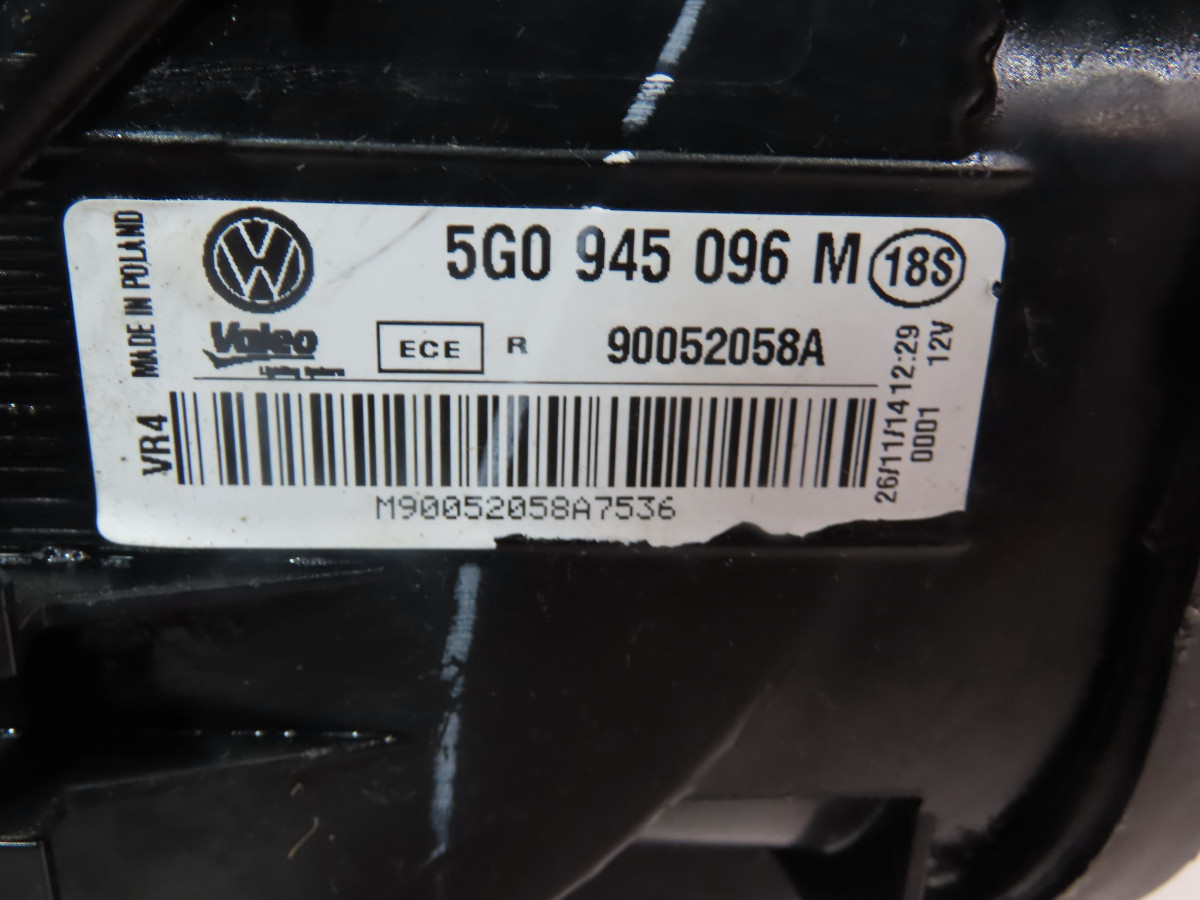 MADE IN POLAND
5G0 945 096 M 18S
Valeo
Lighting Systems
ECE R 90052058A
VR4
26/11/14 12:29
0001 12V
M90052058A7536